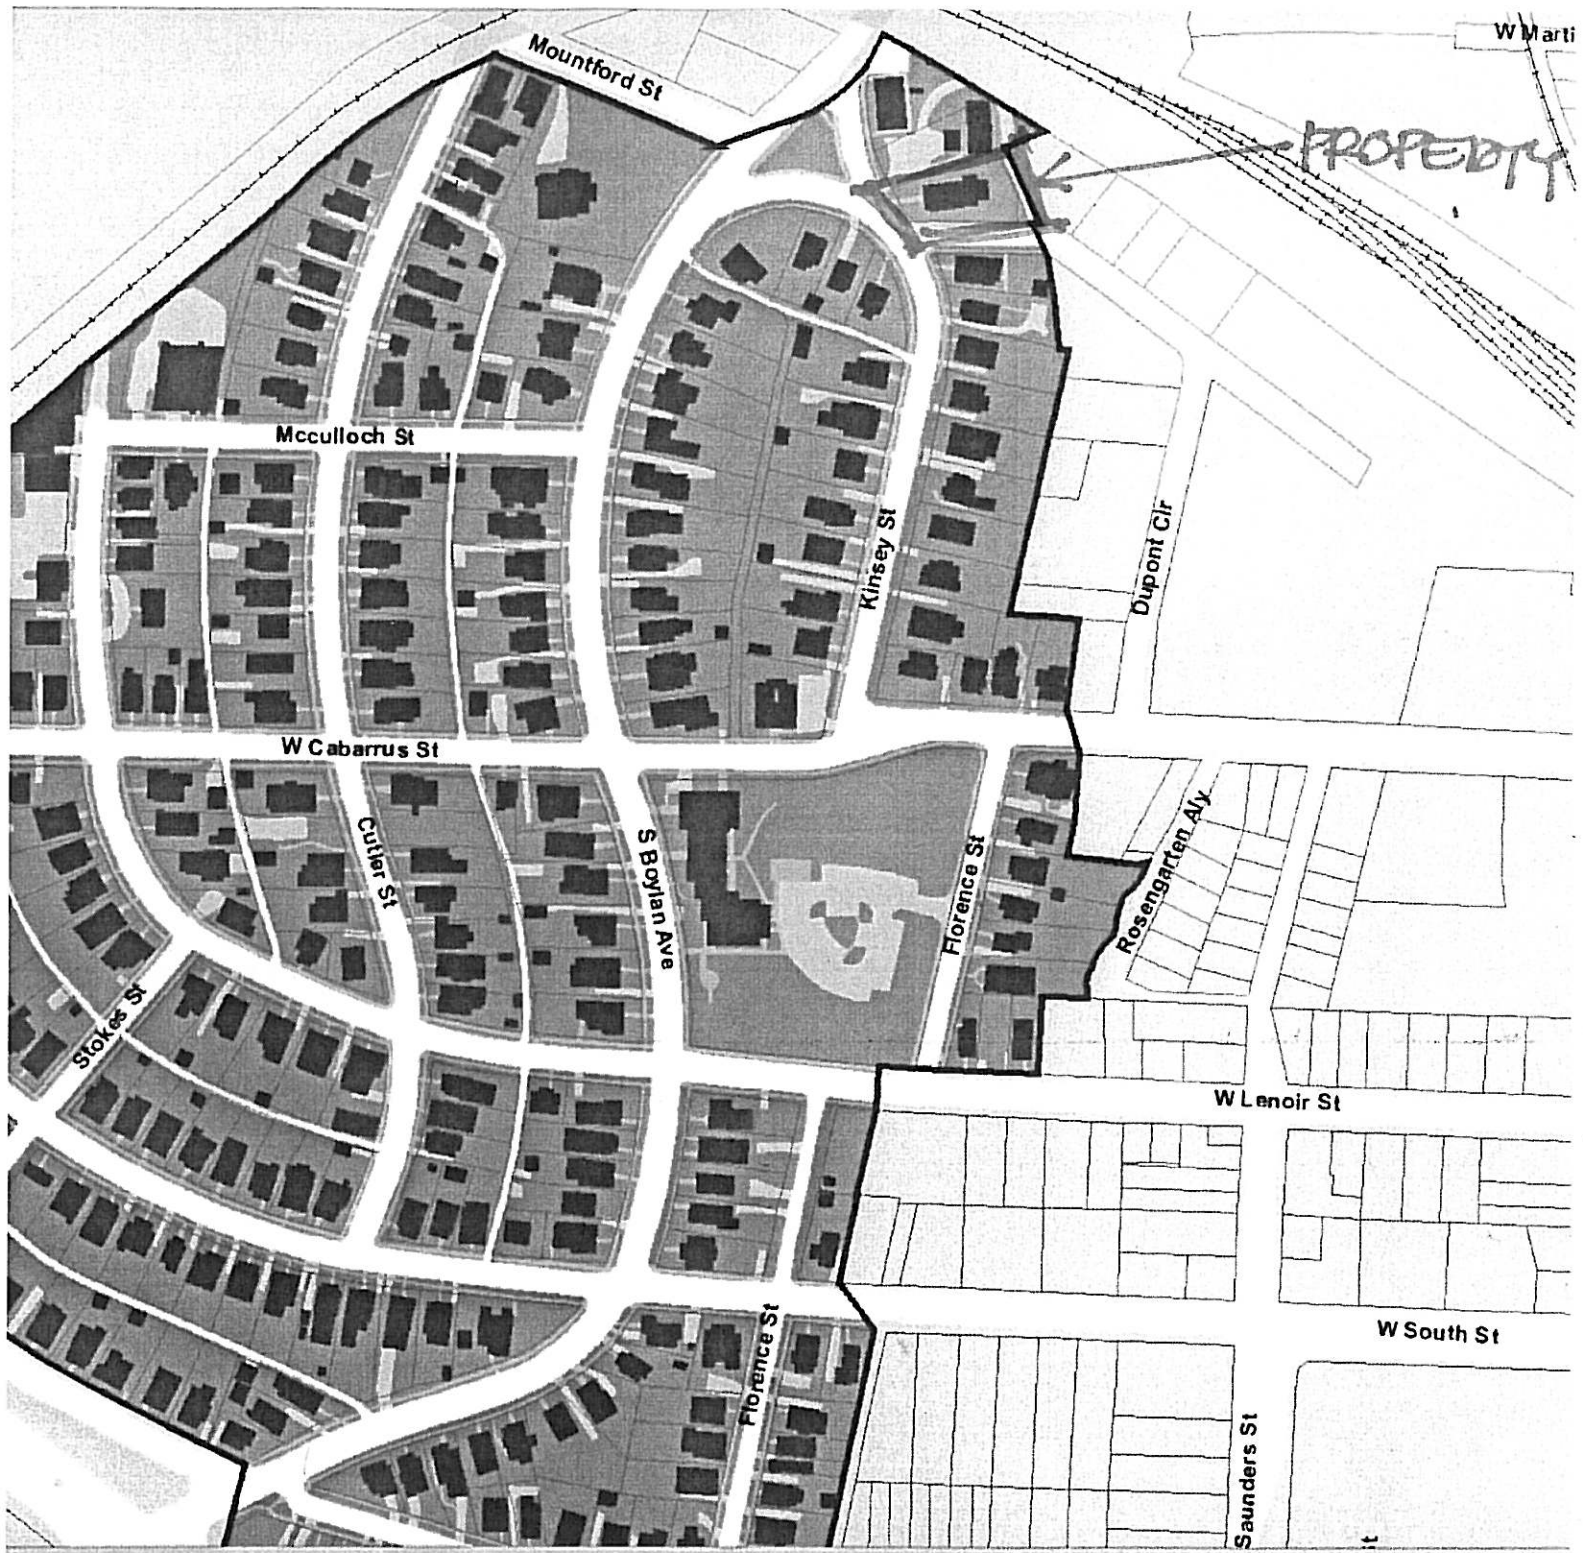 W Marti
Mountford St
PROPERTY
Mcculloch St
Kinsey St
Dupont Cir
W Cabarrus St
Cutler St
S Boylan Ave
Florence St
Rosengarten Aly
Stokes St
W Lenoir St
W South St
Florence St
Saunders St